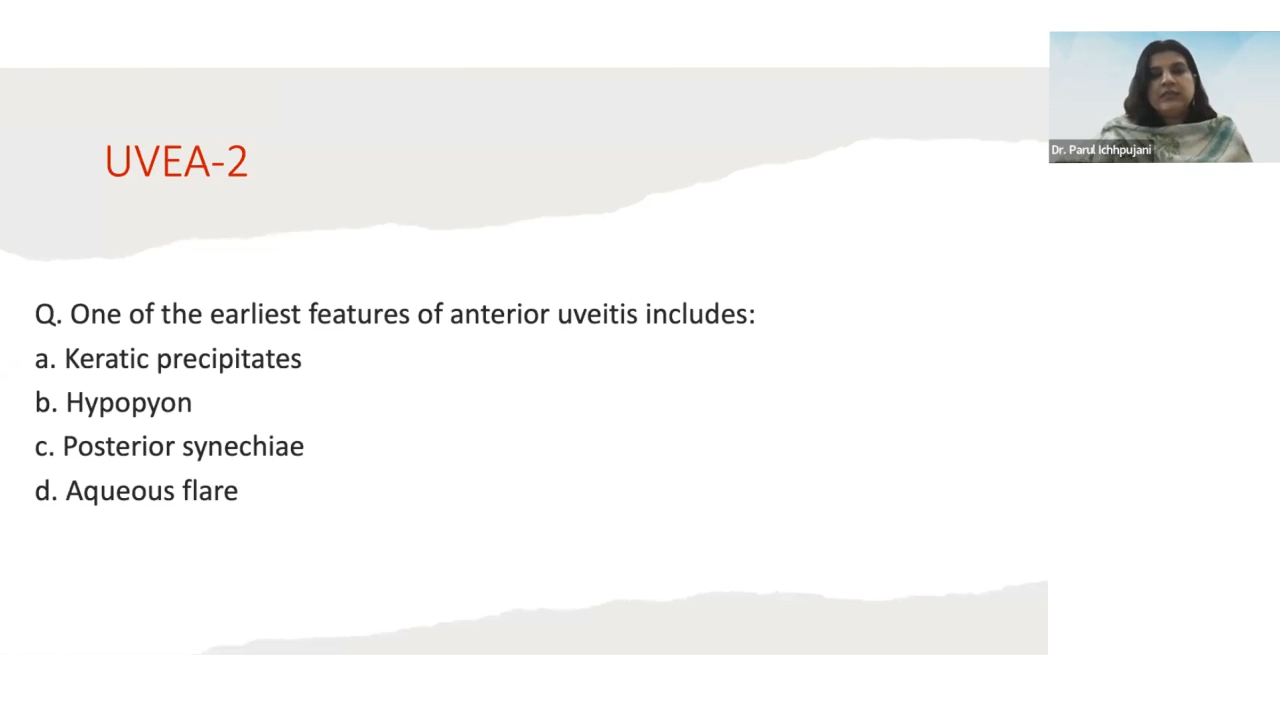 UVEA-2
Dr. Parul Ichhpujani
Q. One of the earliest features of anterior uveitis includes:
a. Keratic precipitates
b. Hypopyon
c. Posterior synechiae
d. Aqueous flare